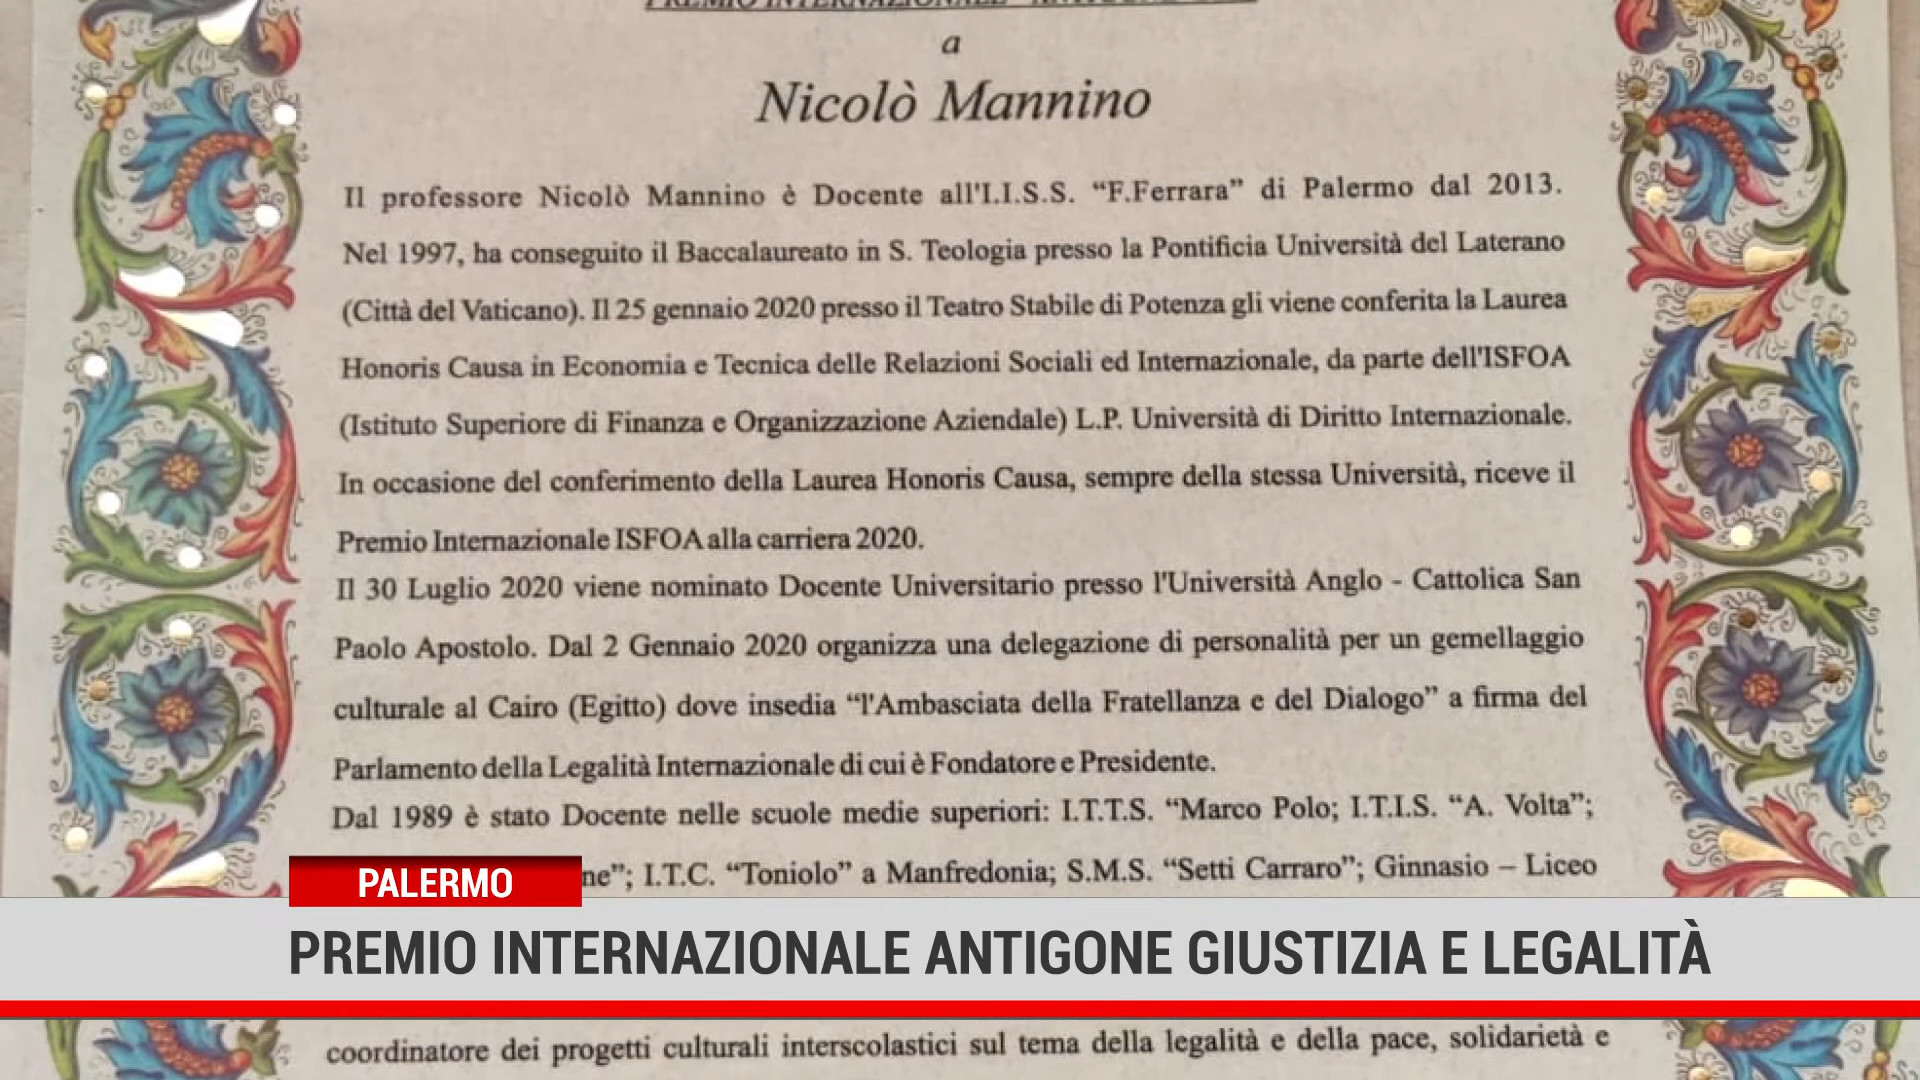 PREMIO INTERNAZIONALE
a
Nicolò Mannino
Il professore Nicolò Mannino è Docente all'I.I.S.S. “F.Ferrara” di Palermo dal 2013.
Nel 1997, ha conseguito il Baccalaureato in S. Teologia presso la Pontificia Università del Laterano
(Città del Vaticano). Il 25 gennaio 2020 presso il Teatro Stabile di Potenza gli viene conferita la Laurea
Honoris Causa in Economia e Tecnica delle Relazioni Sociali ed Internazionale, da parte dell'ISFOA
(Istituto Superiore di Finanza e Organizzazione Aziendale) L.P. Università di Diritto Internazionale.
In occasione del conferimento della Laurea Honoris Causa, sempre della stessa Università, riceve il
Premio Internazionale ISFOA alla carriera 2020.
Il 30 Luglio 2020 viene nominato Docente Universitario presso l'Università Anglo - Cattolica San
Paolo Apostolo. Dal 2 Gennaio 2020 organizza una delegazione di personalità per un gemellaggio
culturale al Cairo (Egitto) dove insedia “l'Ambasciata della Fratellanza e del Dialogo” a firma del
Parlamento della Legalità Internazionale di cui è Fondatore e Presidente.
Dal 1989 è stato Docente nelle scuole medie superiori: I.T.T.S. “Marco Polo; I.T.I.S. “A. Volta”;
ne”; I.T.C. “Toniolo” a Manfredonia; S.M.S. “Setti Carraro”; Ginnasio – Liceo
PALERMO
PREMIO INTERNAZIONALE ANTIGONE GIUSTIZIA E LEGALITÀ
coordinatore dei progetti culturali interscolastici sul tema della legalità e della pace, solidarietà e